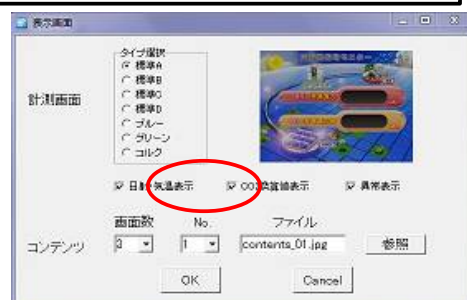 表示画面
タイプ選択
標準A
標準B
標準C
標準D
ブルー
グリーン
コルク
計測画面
日射・気温表示 CO2換算値表示 異常表示
画面数 No. ファイル
コンテンツ 3 1 contents_01.jpg 参照
OK Cancel